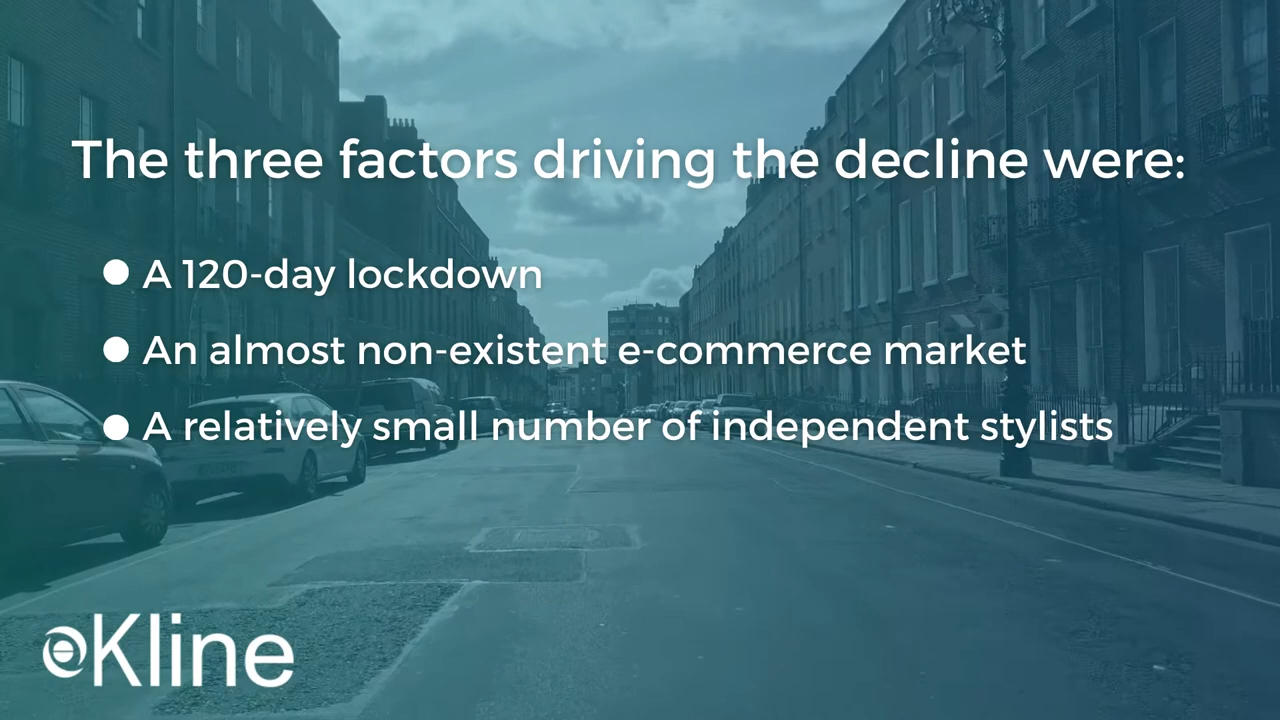 The three factors driving the decline were:
● A 120-day lockdown
● An almost non-existent e-commerce market
● A relatively small number of independent stylists
Kline